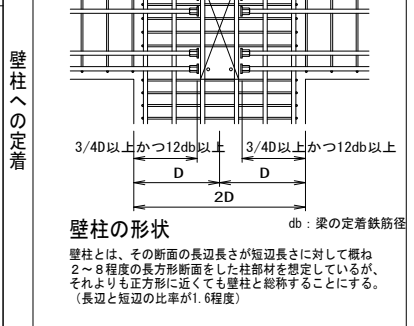 壁柱への定着
3/4D以上かつ12db以上
3/4D以上かつ12db以上
D
D
2D
壁柱の形状
db：梁の定着鉄筋径
壁柱とは、その断面の長辺長さが短辺長さに対して概ね
２～８程度の長方形断面をした柱部材を想定しているが、
それよりも正方形に近くても壁柱と総称することにする。
（長辺と短辺の比率が1.6程度）